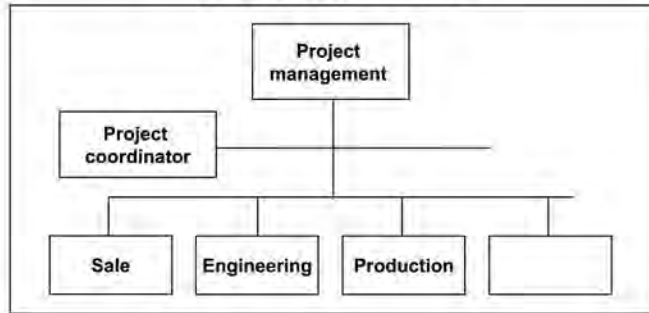 Project
management
Project
coordinator
Sale
Engineering
Production